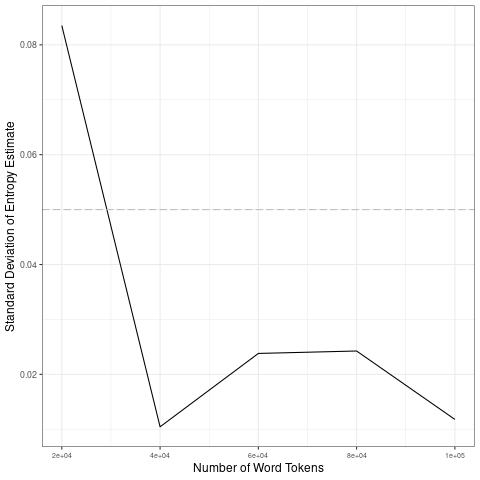 Standard Deviation of Entropy Estimate
0.08
0.06
0.04
0.02
2e+04 4e+04 6e+04 8e+04 1e+05
Number of Word Tokens